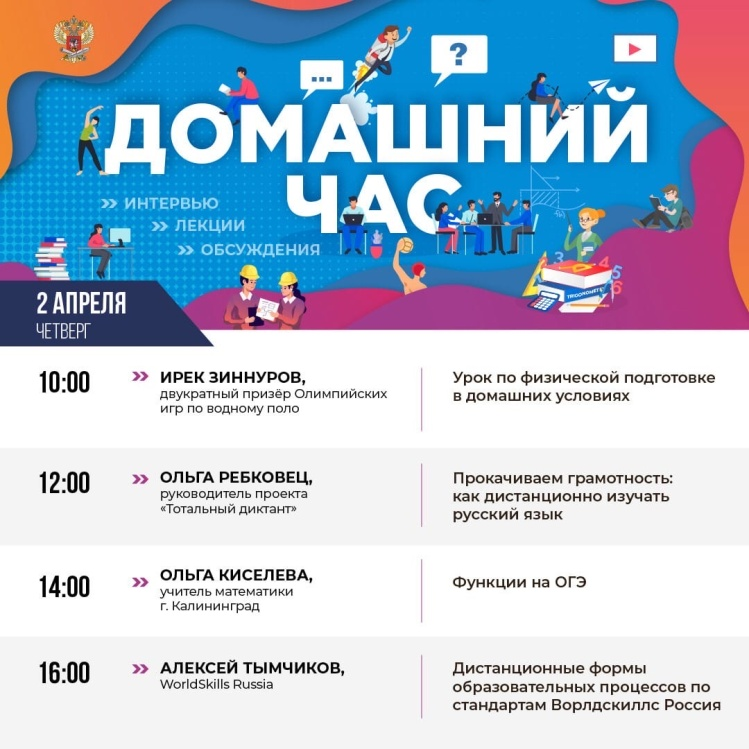 ...
?
ДОМАШНИЙ
ЧАС
>> ИНТЕРВЬЮ
>> ЛЕКЦИИ
>> ОБСУЖДЕНИЯ
TRIGONOMETRY
2 АПРЕЛЯ
ЧЕТВЕРГ
10:00
>> ИРЕК ЗИННУРОВ,
двукратный призёр Олимпийских
игр по водному поло
Урок по физической подготовке
в домашних условиях
12:00
>> ОЛЬГА РЕБКОВЕЦ,
руководитель проекта
«Тотальный диктант»
Прокачиваем грамотность:
как дистанционно изучать
русский язык
14:00
>> ОЛЬГА КИСЕЛЕВА,
учитель математики
г. Калининград
Функции на ОГЭ
16:00
>> АЛЕКСЕЙ ТЫМЧИКОВ,
WorldSkills Russia
Дистанционные формы
образовательных процессов по
стандартам Ворлдскиллс Россия